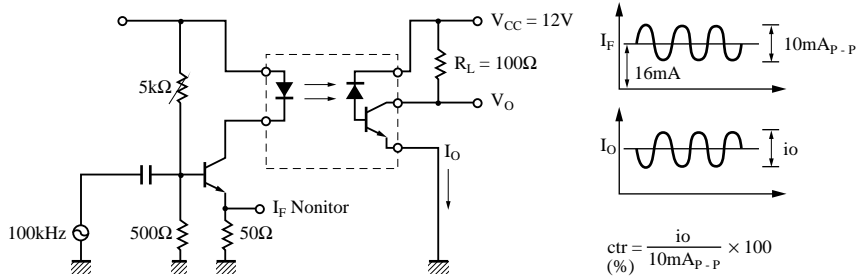 V_CC = 12V
5kΩ
R_L = 100Ω
V_O
I_O
I_F Nonitor
100kHz
500Ω
50Ω
I_F
10mA_P - P
16mA
I_O
io
ctr = io / 10mA_P - P × 100
(%)